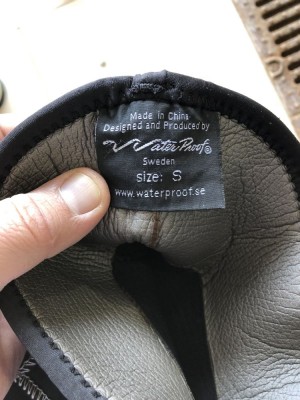 Made in China
Designed and Produced by
WaterProof®
Sweden
size: S
www.waterproof.se